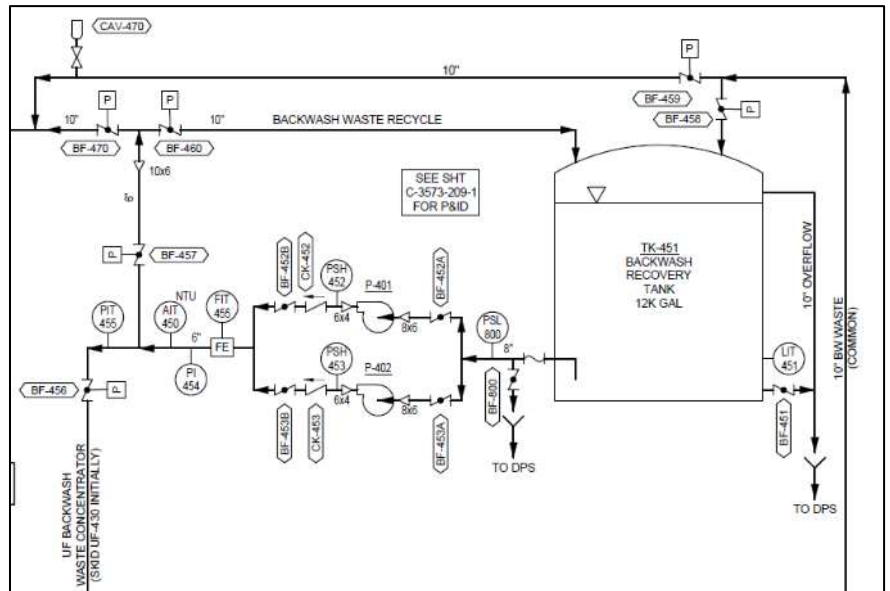 CAV-470
10"
P
BF-459
P
BF-458
10"
P
BF-470
P
BF-460
10"
BACKWASH WASTE RECYCLE
10x6
6"
P
BF-457
SEE SHT
C-3573-209-1
FOR P&ID
TK-451
BACKWASH
RECOVERY
TANK
12K GAL
10" OVERFLOW
10" BW WASTE
(COMMON)
LIT
451
BF-451
TO DPS
BF-452B
CK-452
PSH
452
P-401
6x4
8x6
BF-452A
PSL
800
8"
BF-800
TO DPS
PSH
453
P-402
6x4
8x6
BF-453B
CK-453
BF-453A
PIT
455
NTU
AIT
450
FIT
455
6"
FE
PI
454
BF-456
P
UF BACKWASH
WASTE CONCENTRATOR
(SKID UF-430 INITIALLY)